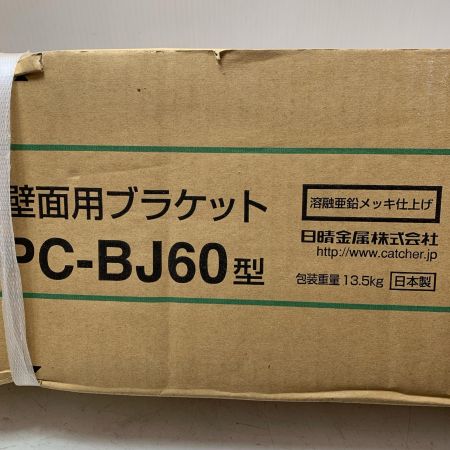 壁面用ブラケット
PC-BJ60型
溶融亜鉛メッキ仕上げ
日晴金属株式会社
http://www.catcher.jp
包装重量 13.5kg 日本製